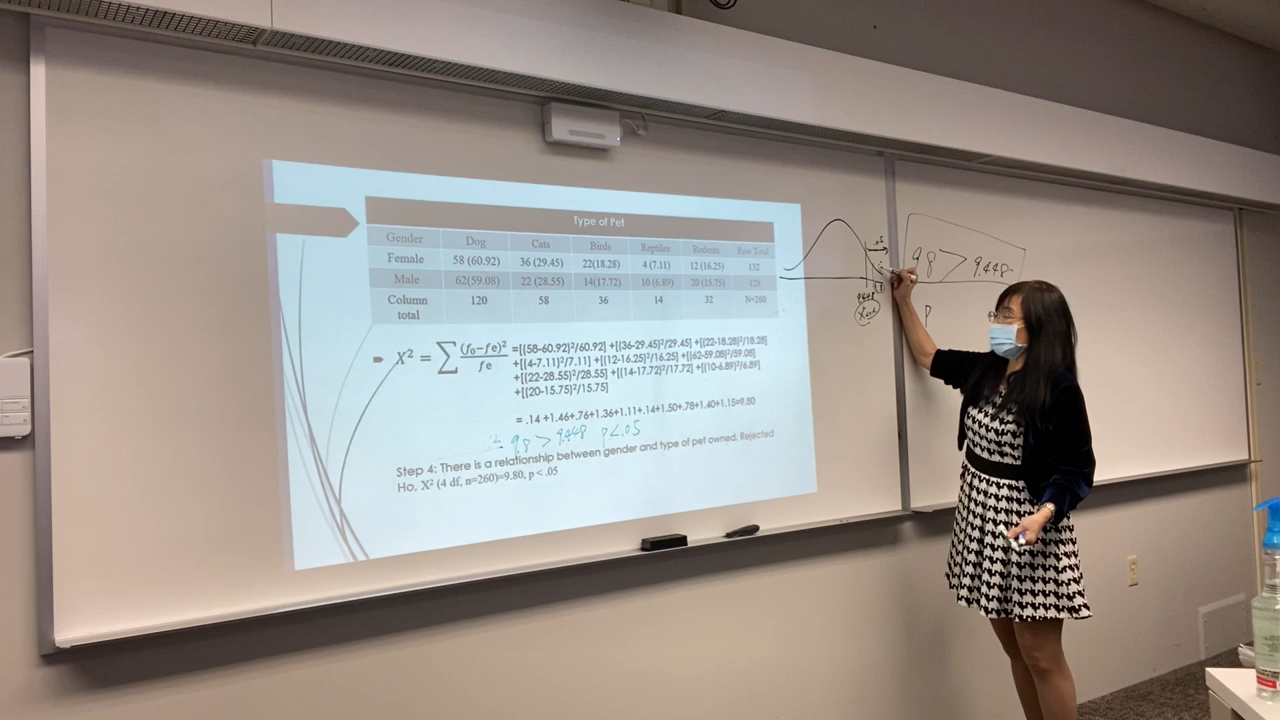 Type of Pet
Gender Dog Cats Birds Reptiles Rodents Row Total
Female 58 (60.92) 36 (29.45) 22(18.28) 4 (7.11) 12 (16.25) 132
Male 62(59.08) 22 (28.55) 14(17.72) 10 (6.89) 20 (15.75) 128
Column total 120 58 36 14 32 N=260
X² = ∑ (f₀−fe)²/fe =[(58-60.92)²/60.92] +[(36-29.45)²/29.45] +[(22-18.28)²/18.28]
+[(4-7.11)²/7.11] +[(12-16.25)²/16.25] +[(62-59.08)²/59.08]
+[(22-28.55)²/28.55] +[(14-17.72)²/17.72] +[(10-6.89)²/6.89]
+[(20-15.75)²/15.75]
= .14 +1.46+.76+1.36+1.11+.14+1.50+.78+1.40+1.15=9.80
9.8 > 9.448 P<.05
Step 4: There is a relationship between gender and type of pet owned. Rejected
Ho, X² (4 df, n=260)=9.80, p < .05
9.8 > 9.448
9.448
P